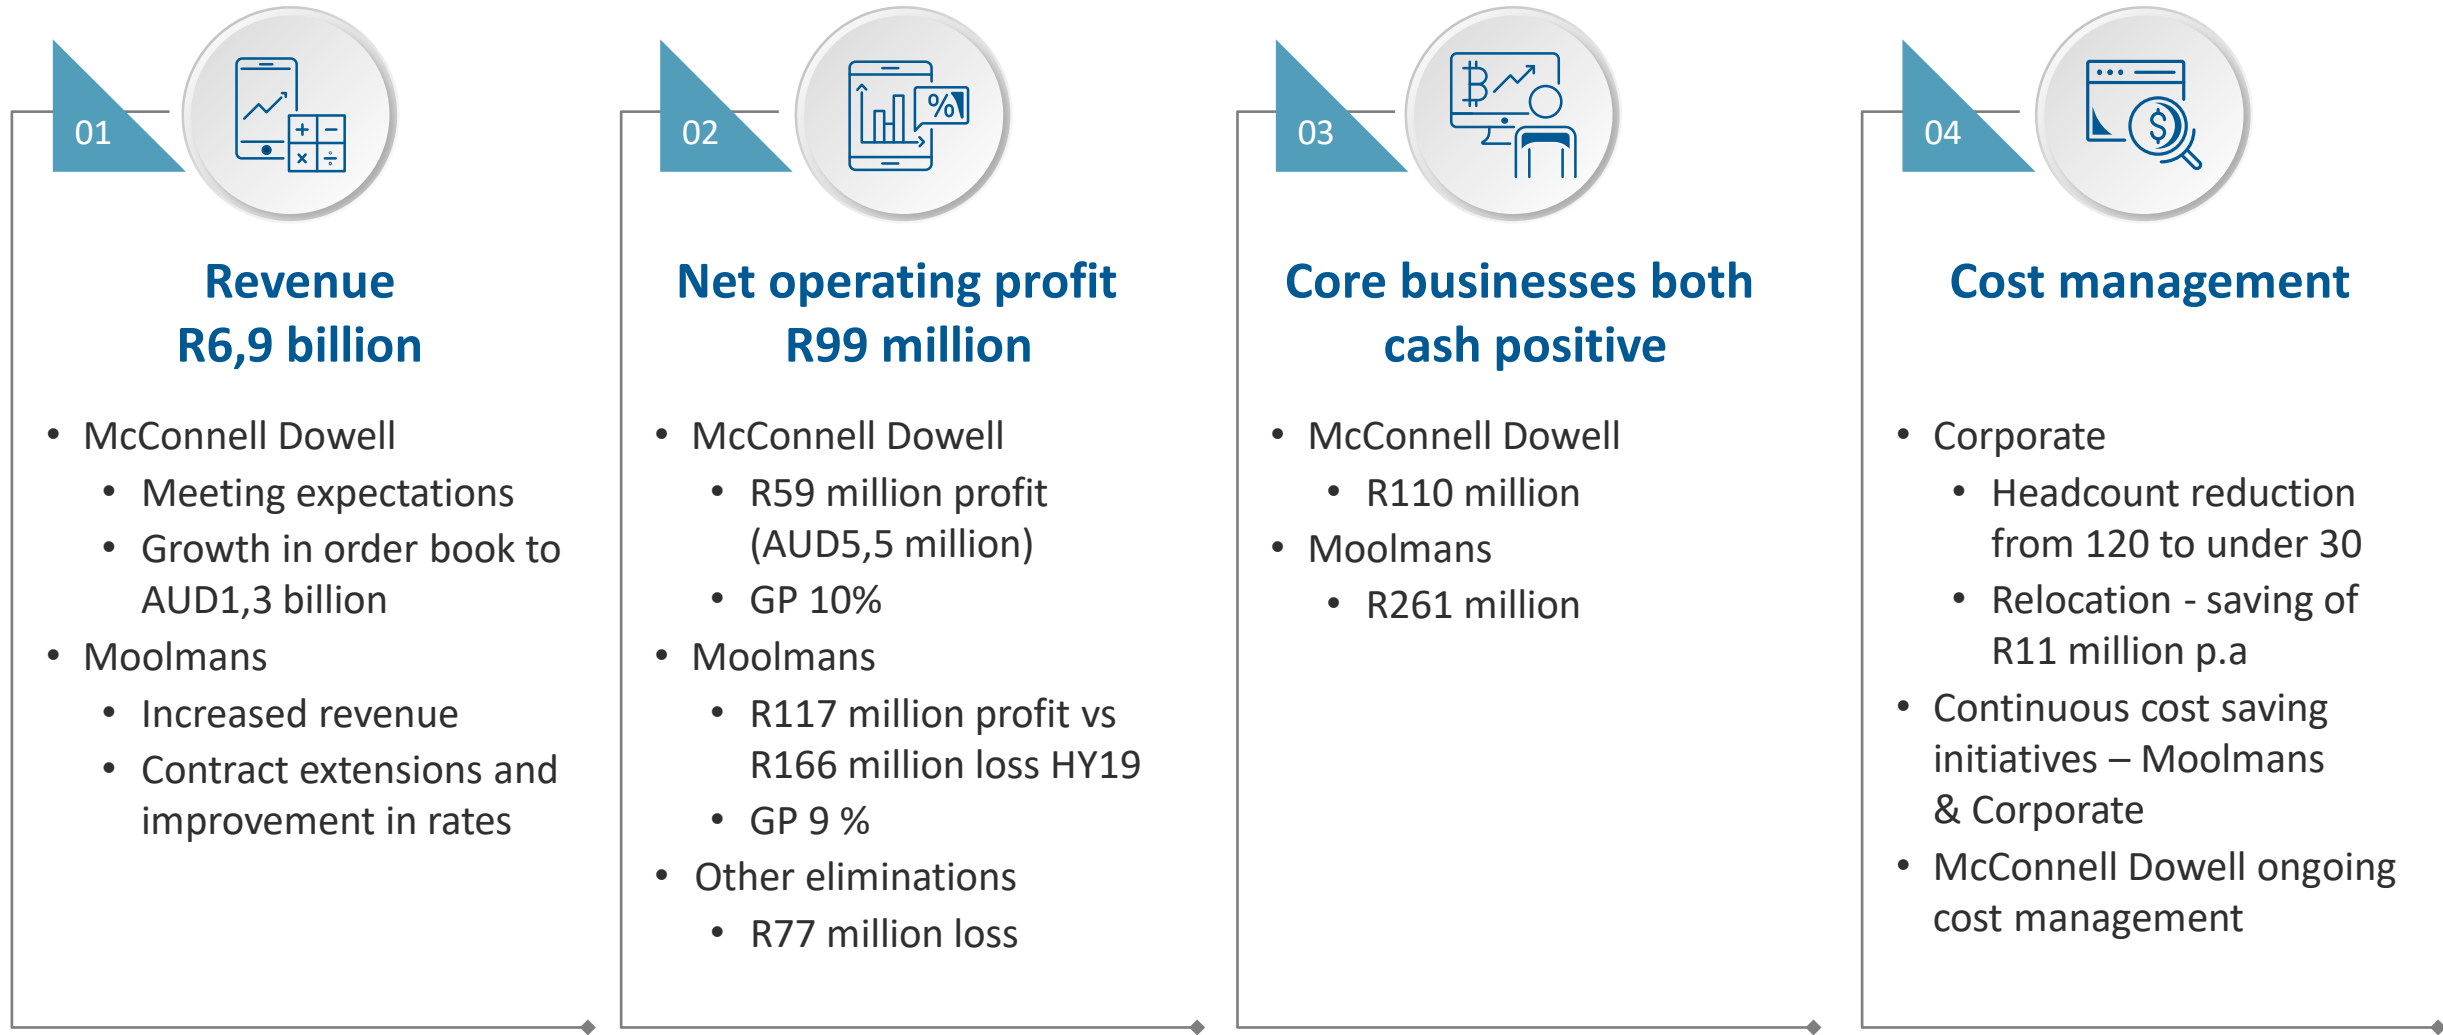 01
Revenue
R6,9 billion
• McConnell Dowell
• Meeting expectations
• Growth in order book to
AUD1,3 billion
• Moolmans
• Increased revenue
• Contract extensions and
improvement in rates
02
%
Net operating profit
R99 million
• McConnell Dowell
• R59 million profit
(AUD5,5 million)
• GP 10%
• Moolmans
• R117 million profit vs
R166 million loss HY19
• GP 9 %
• Other eliminations
• R77 million loss
03
Core businesses both
cash positive
• McConnell Dowell
• R110 million
• Moolmans
• R261 million
04
$
Cost management
• Corporate
• Headcount reduction
from 120 to under 30
• Relocation - saving of
R11 million p.a
• Continuous cost saving
initiatives – Moolmans
& Corporate
• McConnell Dowell ongoing
cost management